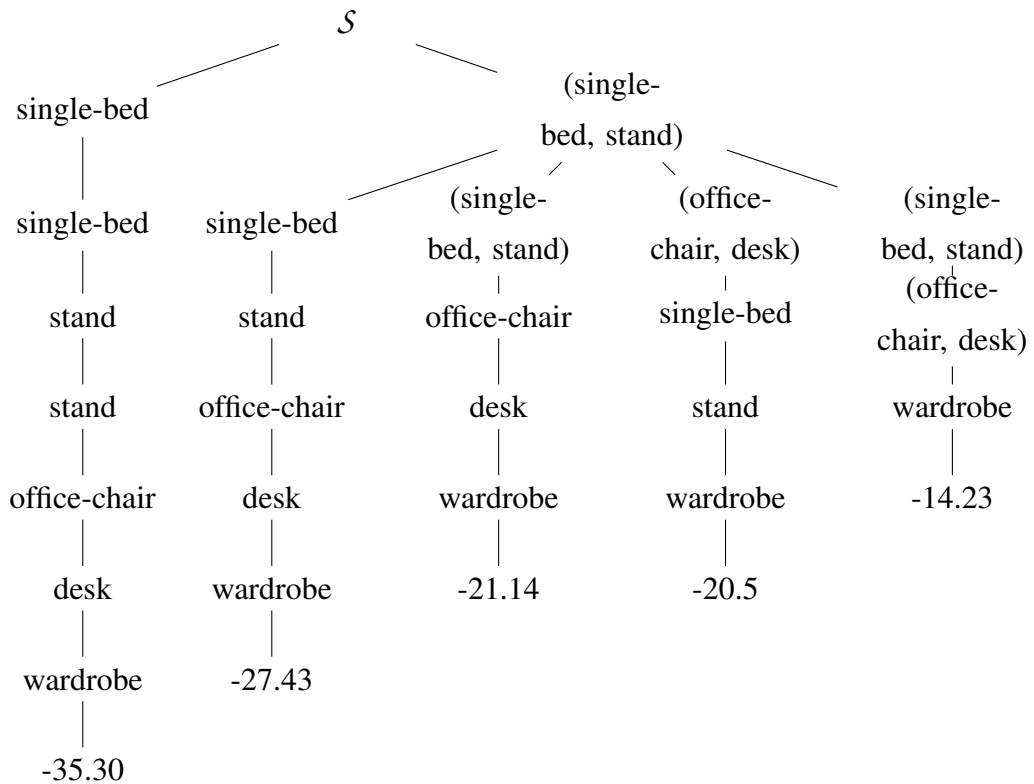 𝒮
single-bed
(single-
bed, stand)
single-bed
single-bed
(single-
bed, stand)
(office-
chair, desk)
(single-
bed, stand)
stand
stand
office-chair
single-bed
(office-
chair, desk)
stand
office-chair
desk
stand
wardrobe
office-chair
desk
wardrobe
wardrobe
-14.23
desk
wardrobe
-21.14
-20.5
wardrobe
-27.43
-35.30